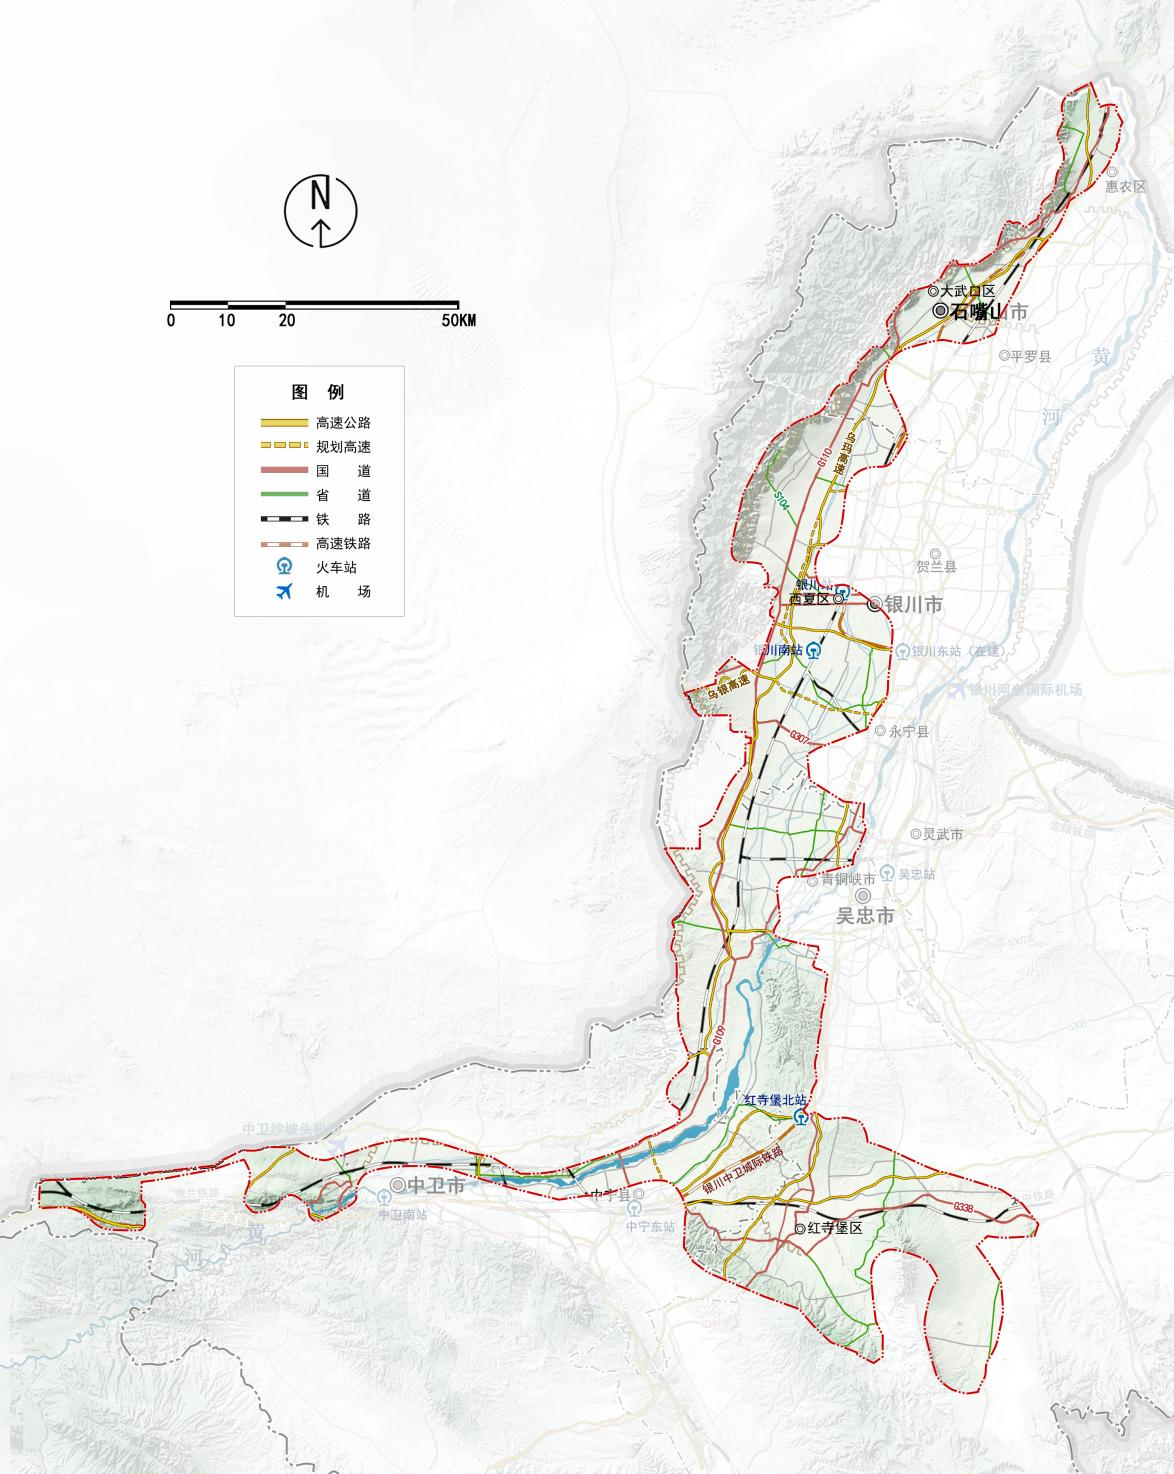 N
0 10 20 50KM
图 例
高速公路
规划高速
国 道
省 道
铁 路
高速铁路
火车站
机 场
惠农区
大武口区
石嘴山市
平罗县
黄
河
乌玛高速
G110
S104
贺兰县
银川站
西夏区
银川市
银川南站
银川东站（在建）
银川河东国际机场
乌银高速
永宁县
G307
灵武市
青铜峡市
吴忠站
吴忠市
G109
红寺堡北站
银川中卫城际铁路
中卫沙坡头机
中卫市
中卫南站
县
中宁东站
G338
红寺堡区
黄
河